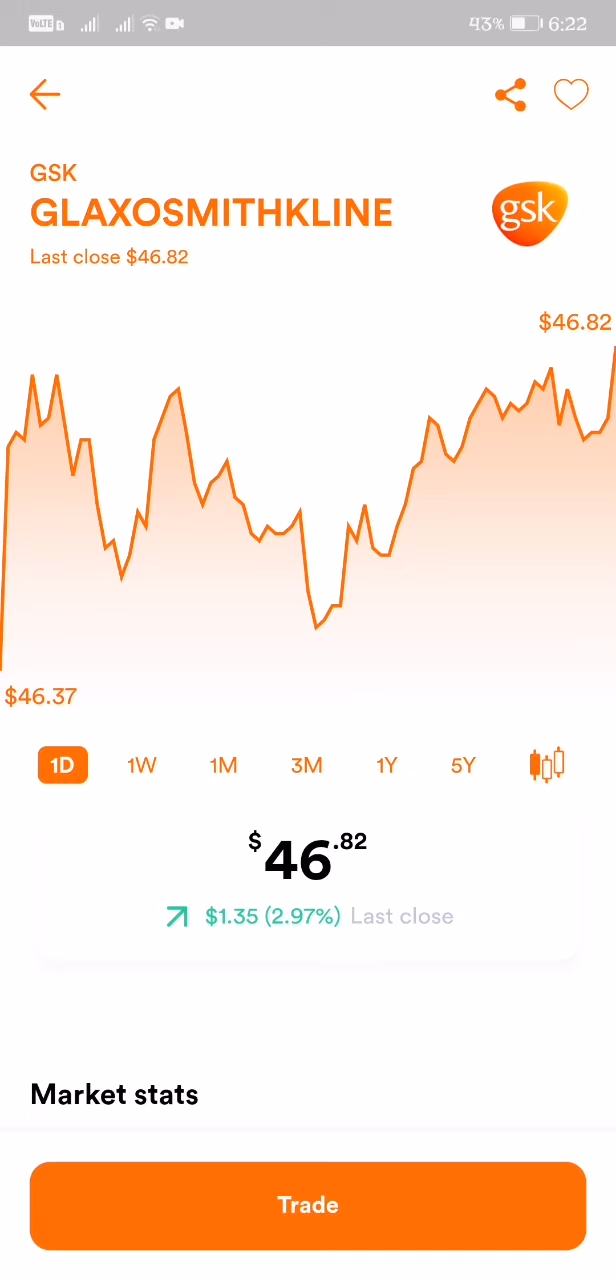 VoLTE 43% 6:22
GSK
GLAXOSMITHKLINE
gsk
Last close $46.82
$46.82
$46.37
1D 1W 1M 3M 1Y 5Y
$46.82
$1.35 (2.97%) Last close
Market stats
Trade